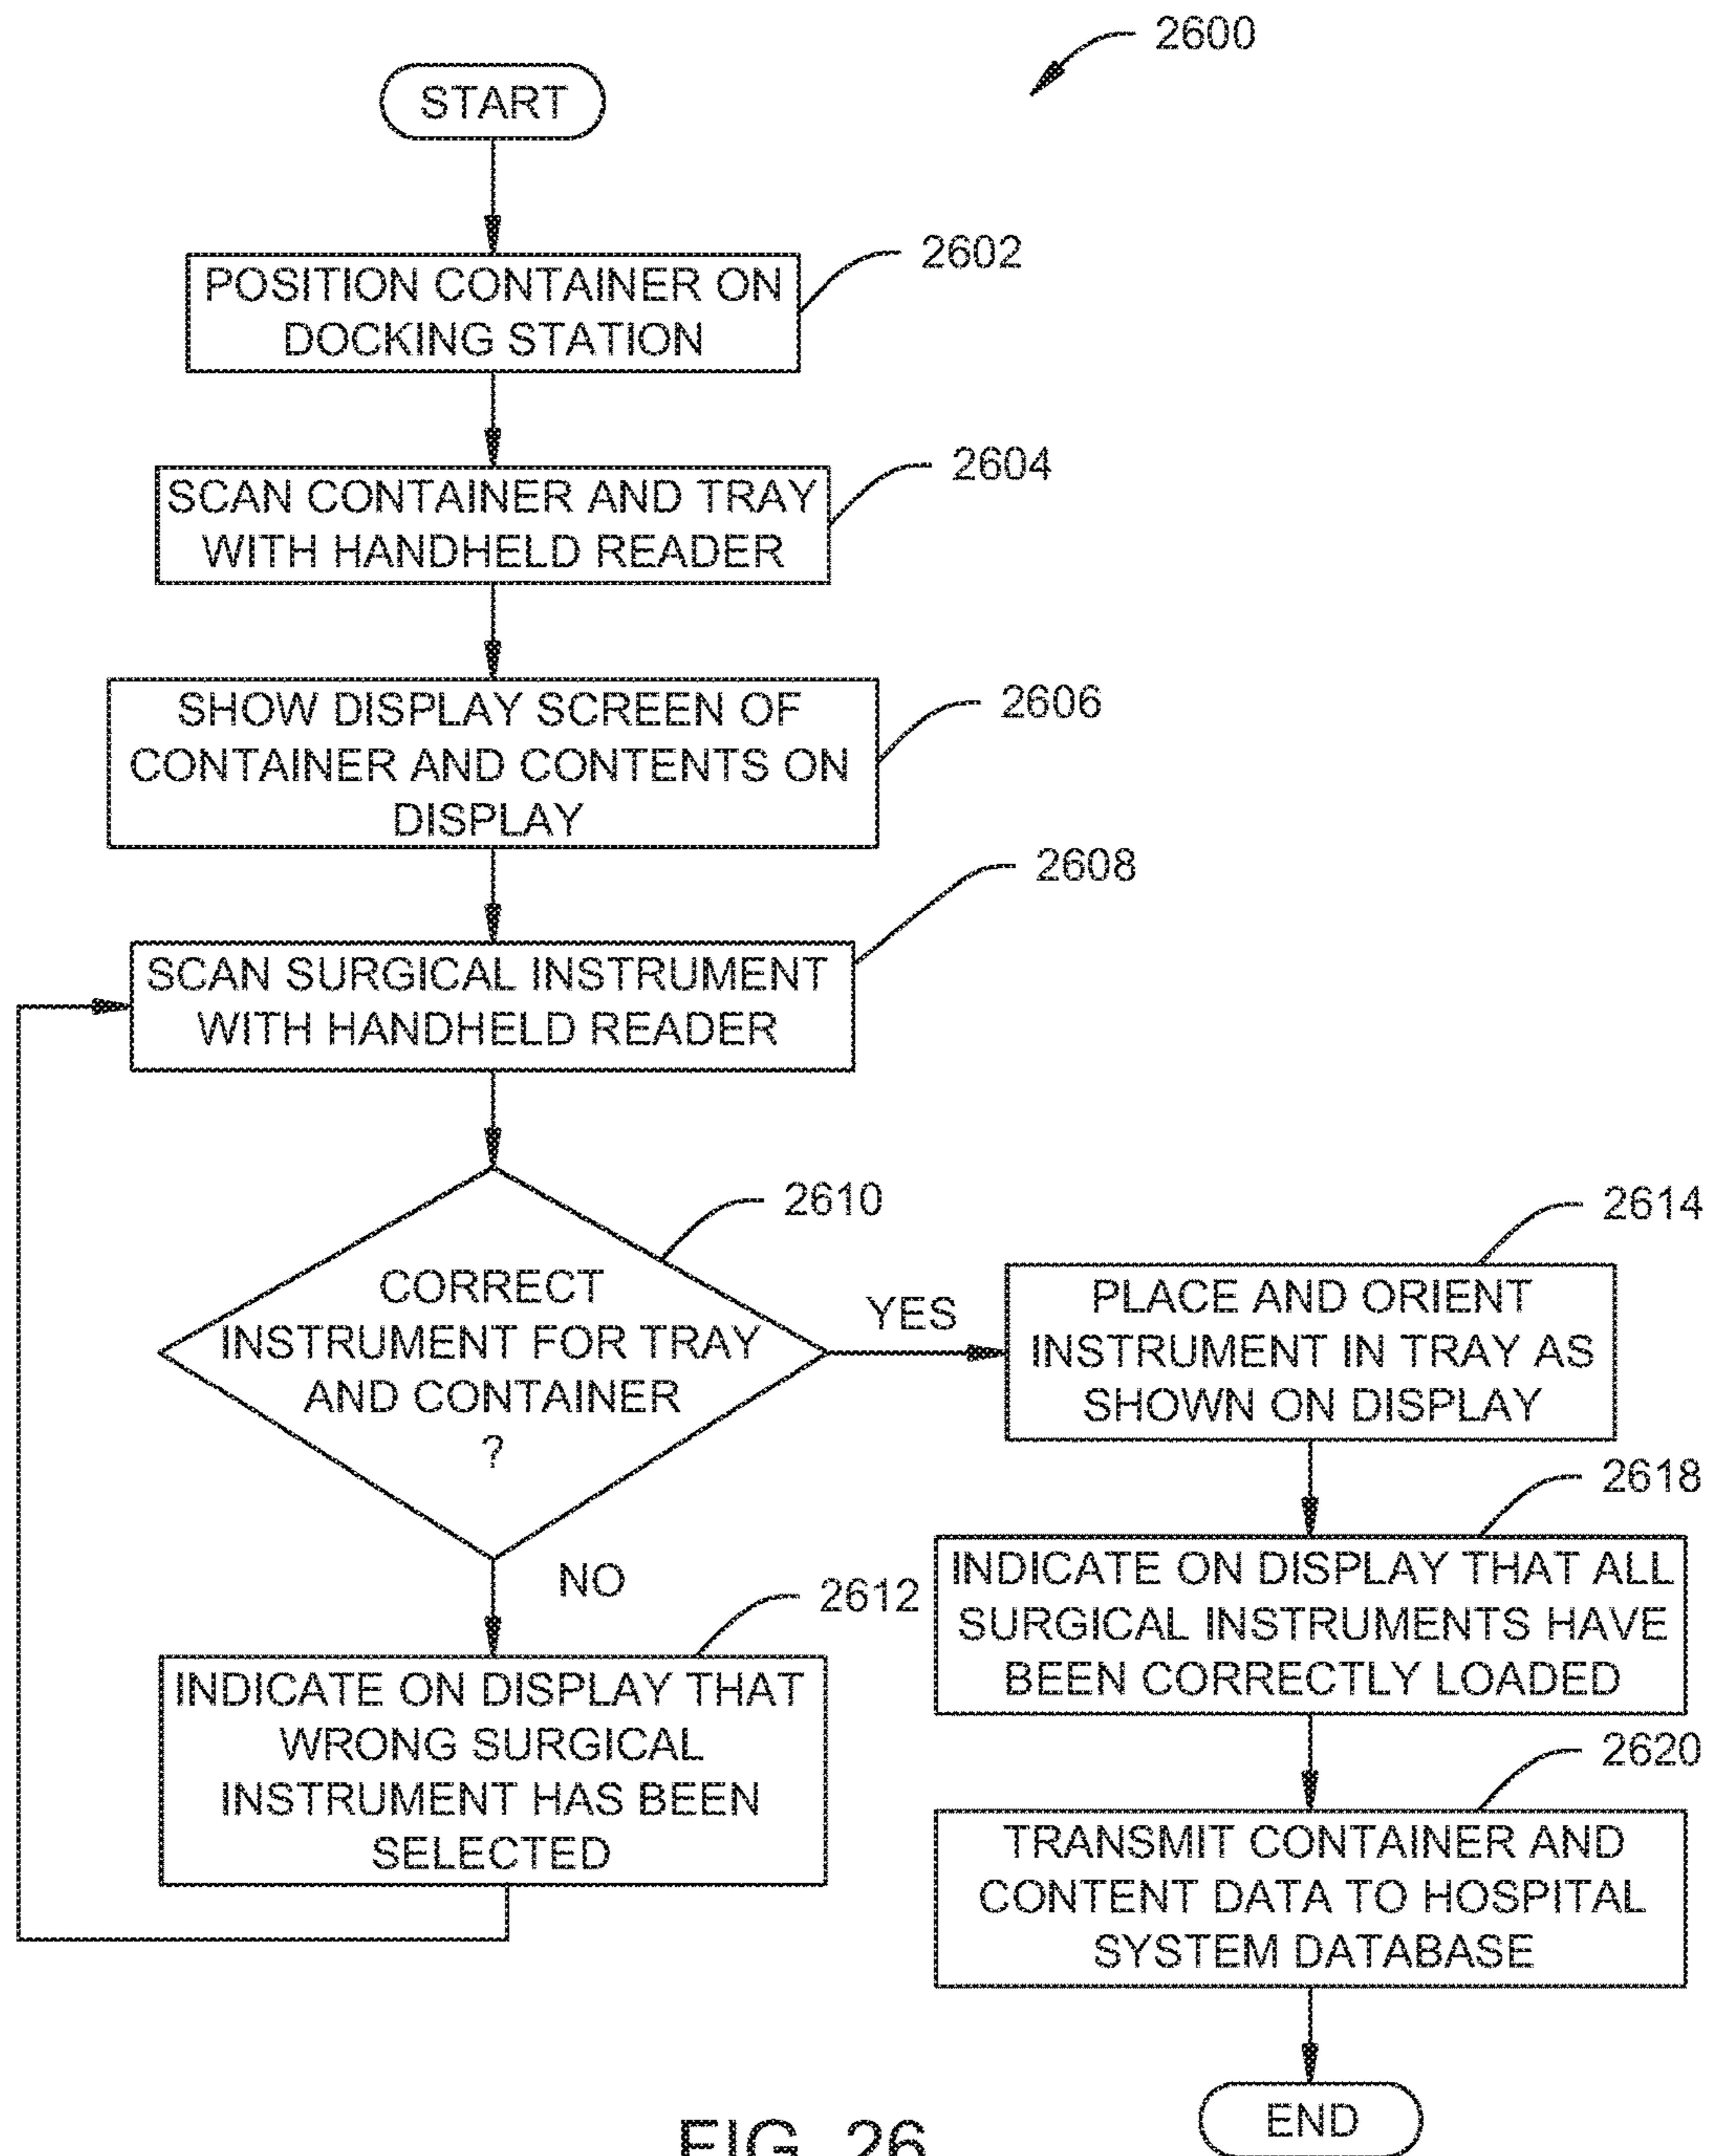 2600
START
2602
POSITION CONTAINER ON
DOCKING STATION
2604
SCAN CONTAINER AND TRAY
WITH HANDHELD READER
2606
SHOW DISPLAY SCREEN OF
CONTAINER AND CONTENTS ON
DISPLAY
2608
SCAN SURGICAL INSTRUMENT
WITH HANDHELD READER
2610
CORRECT
INSTRUMENT FOR TRAY
AND CONTAINER
?
NO
2612
INDICATE ON DISPLAY THAT
WRONG SURGICAL
INSTRUMENT HAS BEEN
SELECTED
YES
2614
PLACE AND ORIENT
INSTRUMENT IN TRAY AS
SHOWN ON DISPLAY
2618
INDICATE ON DISPLAY THAT ALL
SURGICAL INSTRUMENTS HAVE
BEEN CORRECTLY LOADED
2620
TRANSMIT CONTAINER AND
CONTENT DATA TO HOSPITAL
SYSTEM DATABASE
END
FIG. 26